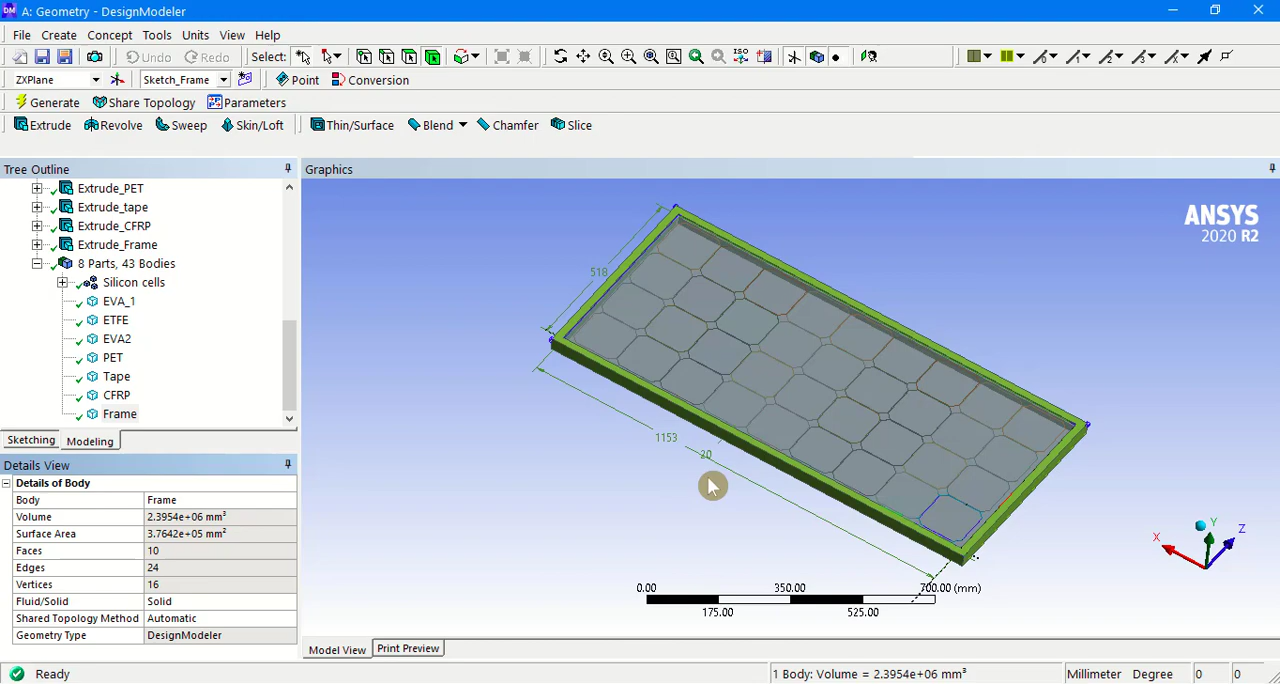 A: Geometry - DesignModeler
File Create Concept Tools Units View Help
Undo Redo Select: ISO
ZXPlane Sketch_Frame Point Conversion
Generate Share Topology Parameters
Extrude Revolve Sweep Skin/Loft Thin/Surface Blend Chamfer Slice
Tree Outline
Extrude_PET
Extrude_tape
Extrude_CFRP
Extrude_Frame
8 Parts, 43 Bodies
Silicon cells
EVA_1
ETFE
EVA2
PET
Tape
CFRP
Frame
Sketching Modeling
Details View
Details of Body
Body Frame
Volume 2.3954e+06 mm³
Surface Area 3.7642e+05 mm²
Faces 10
Edges 24
Vertices 16
Fluid/Solid Solid
Shared Topology Method Automatic
Geometry Type DesignModeler
Graphics
ANSYS
2020 R2
518
1153
20
X Y Z
0.00 350.00 700.00 (mm)
175.00 525.00
Model View Print Preview
Ready 1 Body: Volume = 2.3954e+06 mm³ Millimeter Degree 0 0